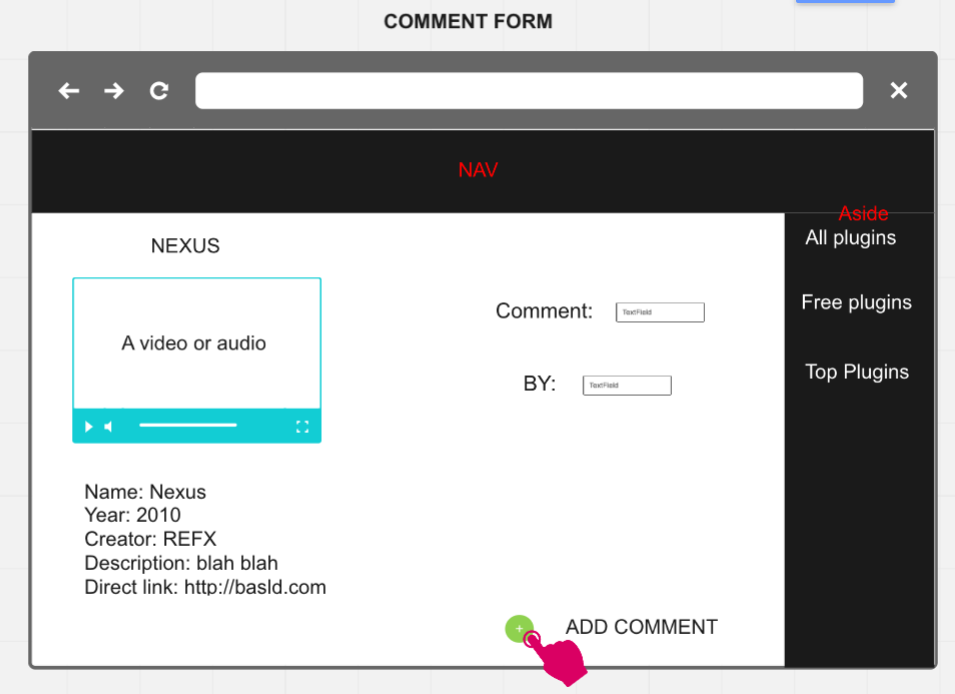 COMMENT FORM
NAV
Aside
All plugins
Free plugins
Top Plugins
NEXUS
A video or audio
Comment: TextField
BY: TextField
Name: Nexus
Year: 2010
Creator: REFX
Description: blah blah
Direct link: http://basld.com
+ ADD COMMENT